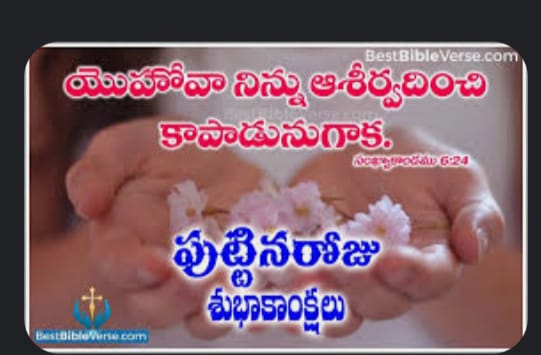 BestBibleVerse.com
యెహోవా నిన్ను ఆశీర్వదించి
కాపాడునుగాక.
సంఖ్యాకాండము 6:24
పుట్టినరోజు
శుభాకాంక్షలు
BestBibleVerse.com